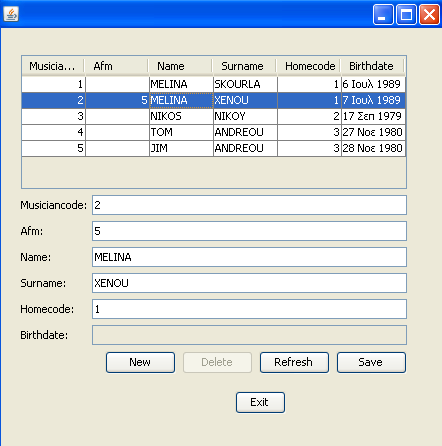 Musicia... Afm Name Surname Homecode Birthdate
1 MELINA SKOURLA 1 6 Ιουλ 1989
2 5 MELINA XENOU 1 7 Ιουλ 1989
3 NIKOS NIKOY 2 17 Σεπ 1979
4 TOM ANDREOU 3 27 Νοε 1980
5 JIM ANDREOU 3 28 Νοε 1980
Musiciancode: 2
Afm: 5
Name: MELINA
Surname: XENOU
Homecode: 1
Birthdate:
New Delete Refresh Save
Exit